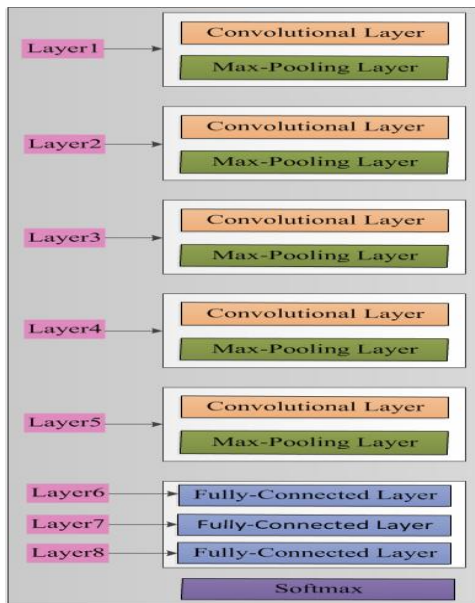 Convolutional Layer
Layer1
Max-Pooling Layer
Convolutional Layer
Layer2
Max-Pooling Layer
Convolutional Layer
Layer3
Max-Pooling Layer
Convolutional Layer
Layer4
Max-Pooling Layer
Convolutional Layer
Layer5
Max-Pooling Layer
Layer6 Fully-Connected Layer
Layer7 Fully-Connected Layer
Layer8 Fully-Connected Layer
Softmax